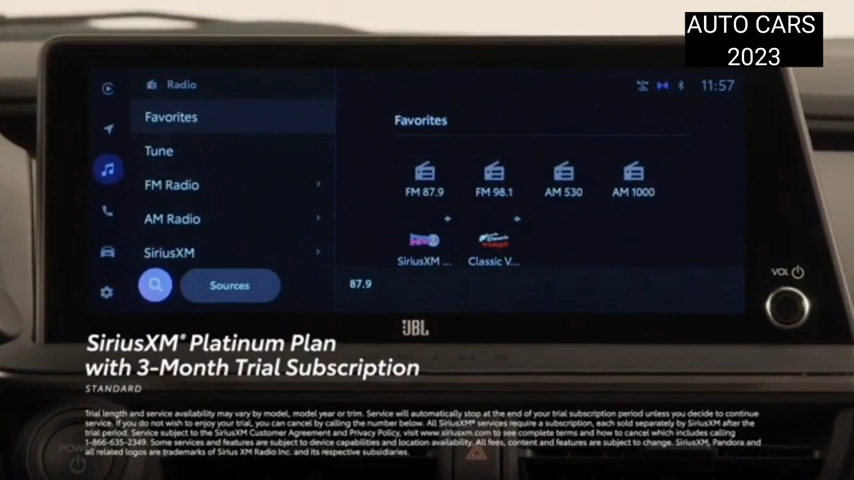 AUTO CARS
2023
Radio
11:57
Favorites
Favorites
Tune
FM 87.9
FM 98.1
AM 530
AM 1000
FM Radio
AM Radio
SiriusXM
SiriusXM ...
Classic V...
Sources
87.9
VOL
JBL
SiriusXM® Platinum Plan
with 3-Month Trial Subscription
STANDARD
Trial length and service availability may vary by model, model year or trim. Service will automatically stop at the end of your trial subscription period unless you decide to continue
service. If you do not wish to enjoy your trial, you can cancel by calling the number below. All SiriusXM® services require a subscription, each sold separately by SiriusXM after the
trial period. Service subject to the SiriusXM Customer Agreement and Privacy Policy, visit www.siriusxm.com to see complete terms and how to cancel which includes calling
1-866-635-2349. Some services and features are subject to device capabilities and location availability. All fees, content and features are subject to change. SiriusXM, Pandora and
all related logos are trademarks of Sirius XM Radio Inc. and its respective subsidiaries.